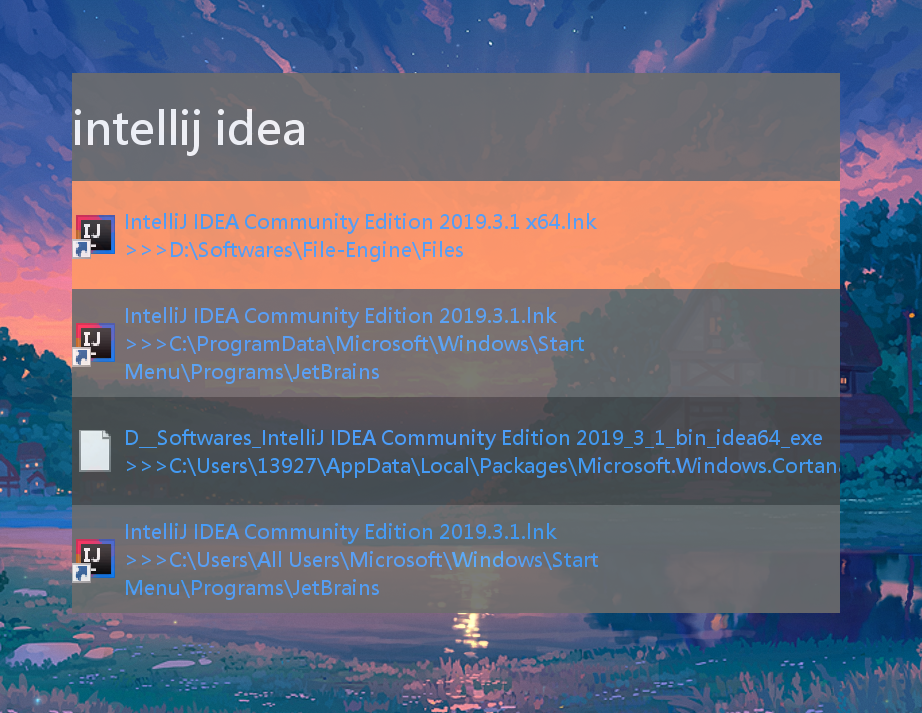 intellij idea
IntelliJ IDEA Community Edition 2019.3.1 x64.lnk
>>>D:\Softwares\File-Engine\Files
IntelliJ IDEA Community Edition 2019.3.1.lnk
>>>C:\ProgramData\Microsoft\Windows\Start
Menu\Programs\JetBrains
D__Softwares_IntelliJ IDEA Community Edition 2019_3_1_bin_idea64_exe
>>>C:\Users\13927\AppData\Local\Packages\Microsoft.Windows.Cortana
IntelliJ IDEA Community Edition 2019.3.1.lnk
>>>C:\Users\All Users\Microsoft\Windows\Start
Menu\Programs\JetBrains
IJ
IJ
IJ